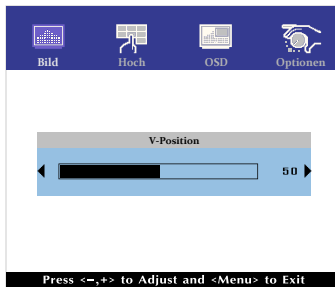 Bild Hoch OSD Optionen
V-Position
50
Press <–,+> to Adjust and <Menu> to Exit